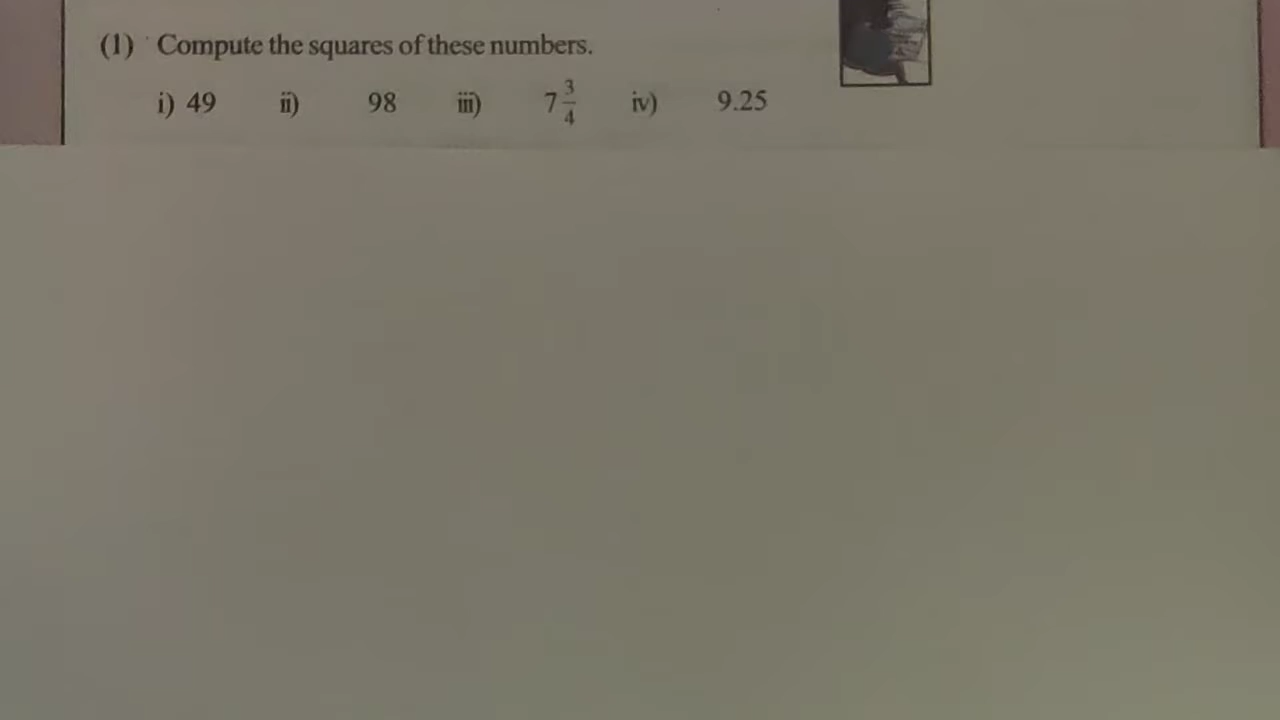 (1) Compute the squares of these numbers.
i) 49 ii) 98 iii) 7 3/4 iv) 9.25